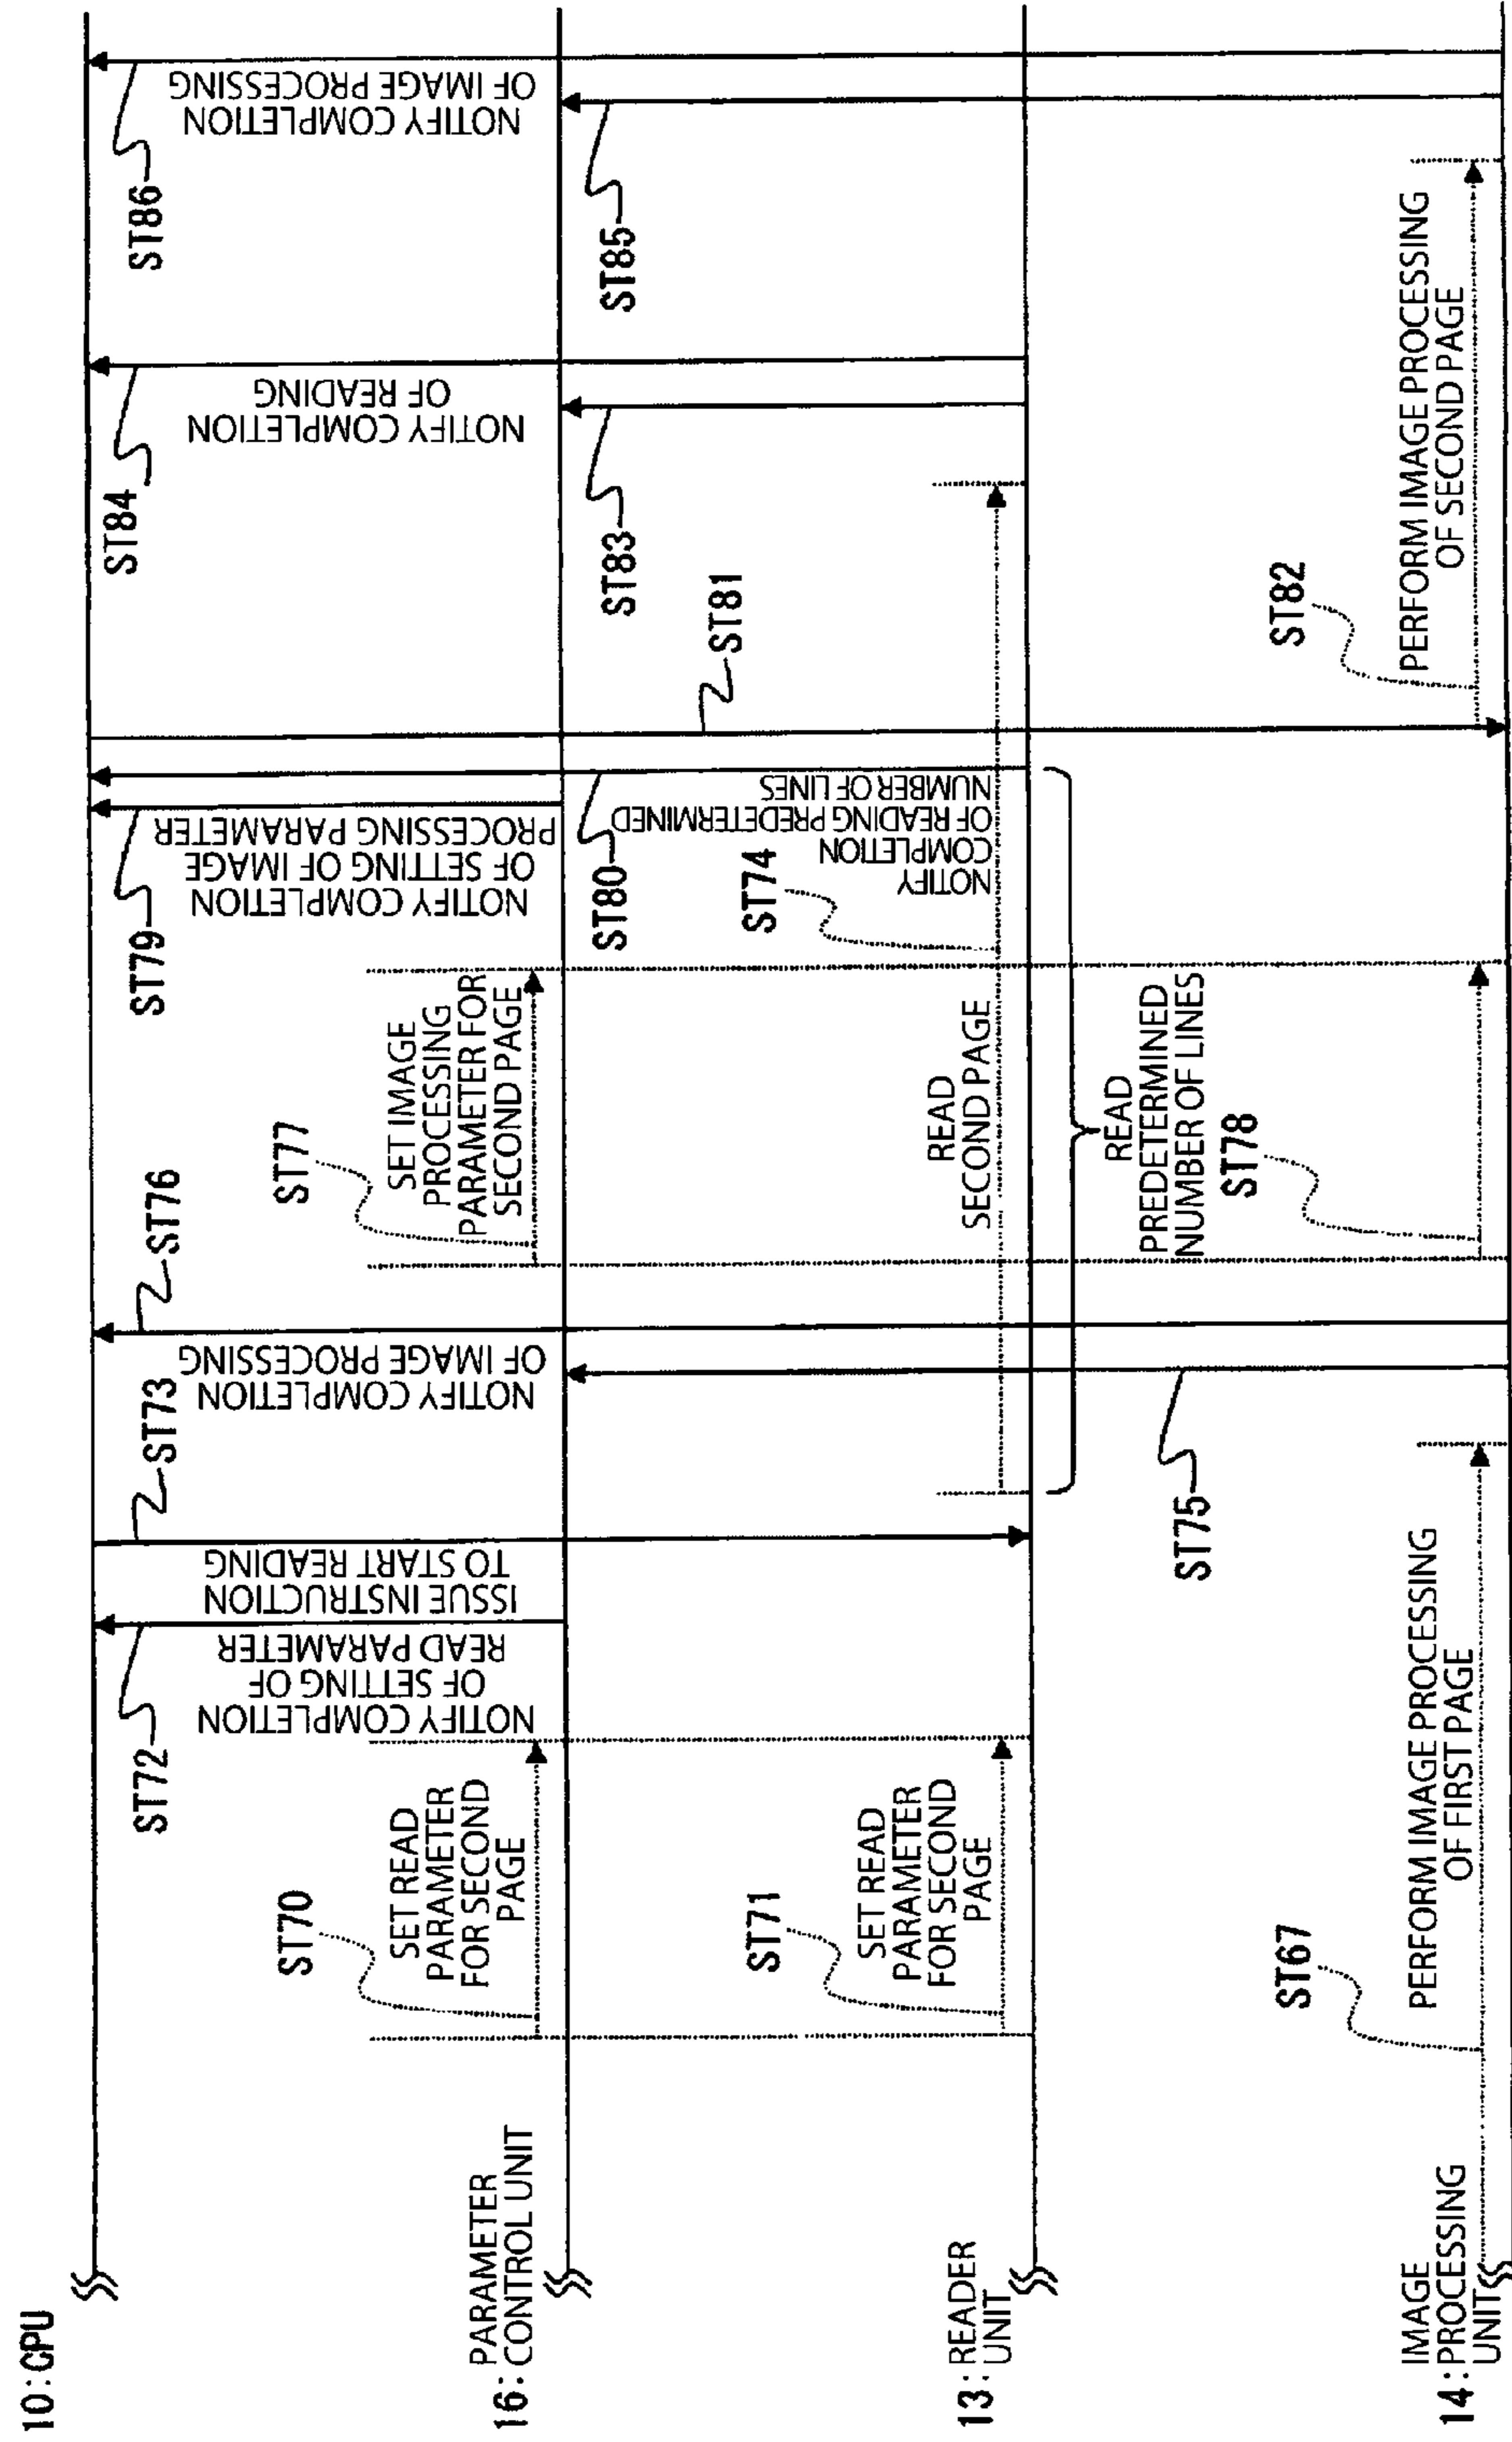 10:CPU
PARAMETER
16:CONTROL UNIT
13:READER
UNIT
IMAGE
14:PROCESSING
UNIT
ST70
SET READ
PARAMETER
FOR SECOND
PAGE
ST71
SET READ
PARAMETER
FOR SECOND
PAGE
ST67
PERFORM IMAGE PROCESSING
OF FIRST PAGE
ST72
NOTIFY COMPLETION
OF SETTING OF
READ PARAMETER
ISSUE INSTRUCTION
TO START READING
ST73
ST75
NOTIFY COMPLETION
OF IMAGE PROCESSING
ST76
ST77
SET IMAGE
PROCESSING
PARAMETER FOR
SECOND PAGE
READ
SECOND PAGE
ST74
READ
PREDETERMINED
NUMBER OF LINES
ST78
ST79
NOTIFY COMPLETION
OF SETTING OF IMAGE
PROCESSING PARAMETER
ST80
NOTIFY
COMPLETION
OF READING PREDETERMINED
NUMBER OF LINES
ST81
ST82
PERFORM IMAGE PROCESSING
OF SECOND PAGE
ST83
ST84
NOTIFY COMPLETION
OF READING
ST85
ST86
NOTIFY COMPLETION
OF IMAGE PROCESSING